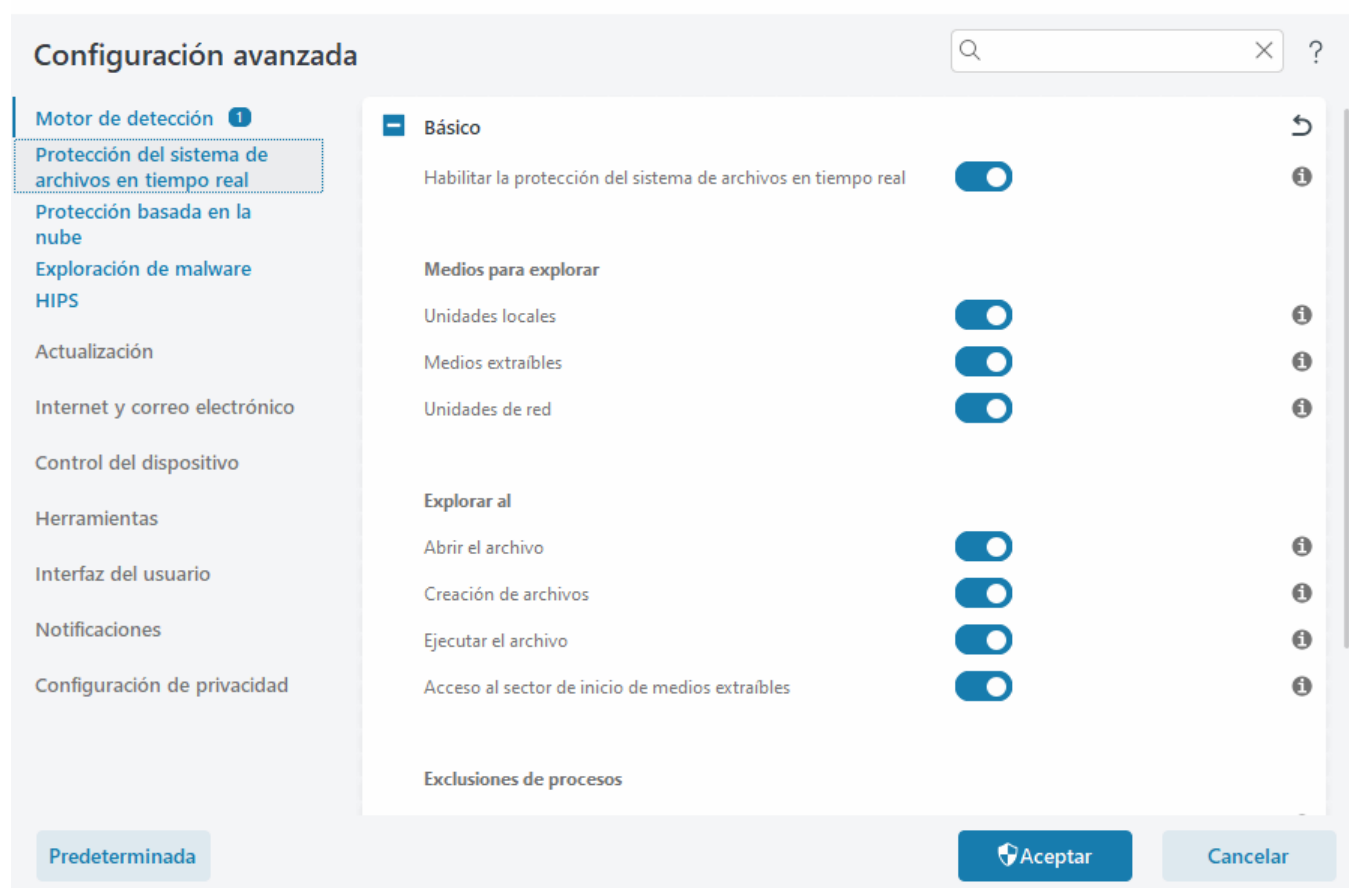 Configuración avanzada
?
Motor de detección 1
Protección del sistema de
archivos en tiempo real
Protección basada en la
nube
Exploración de malware
HIPS
Actualización
Internet y correo electrónico
Control del dispositivo
Herramientas
Interfaz del usuario
Notificaciones
Configuración de privacidad
Básico
Habilitar la protección del sistema de archivos en tiempo real
Medios para explorar
Unidades locales
Medios extraíbles
Unidades de red
Explorar al
Abrir el archivo
Creación de archivos
Ejecutar el archivo
Acceso al sector de inicio de medios extraíbles
Exclusiones de procesos
Predeterminada
Aceptar
Cancelar